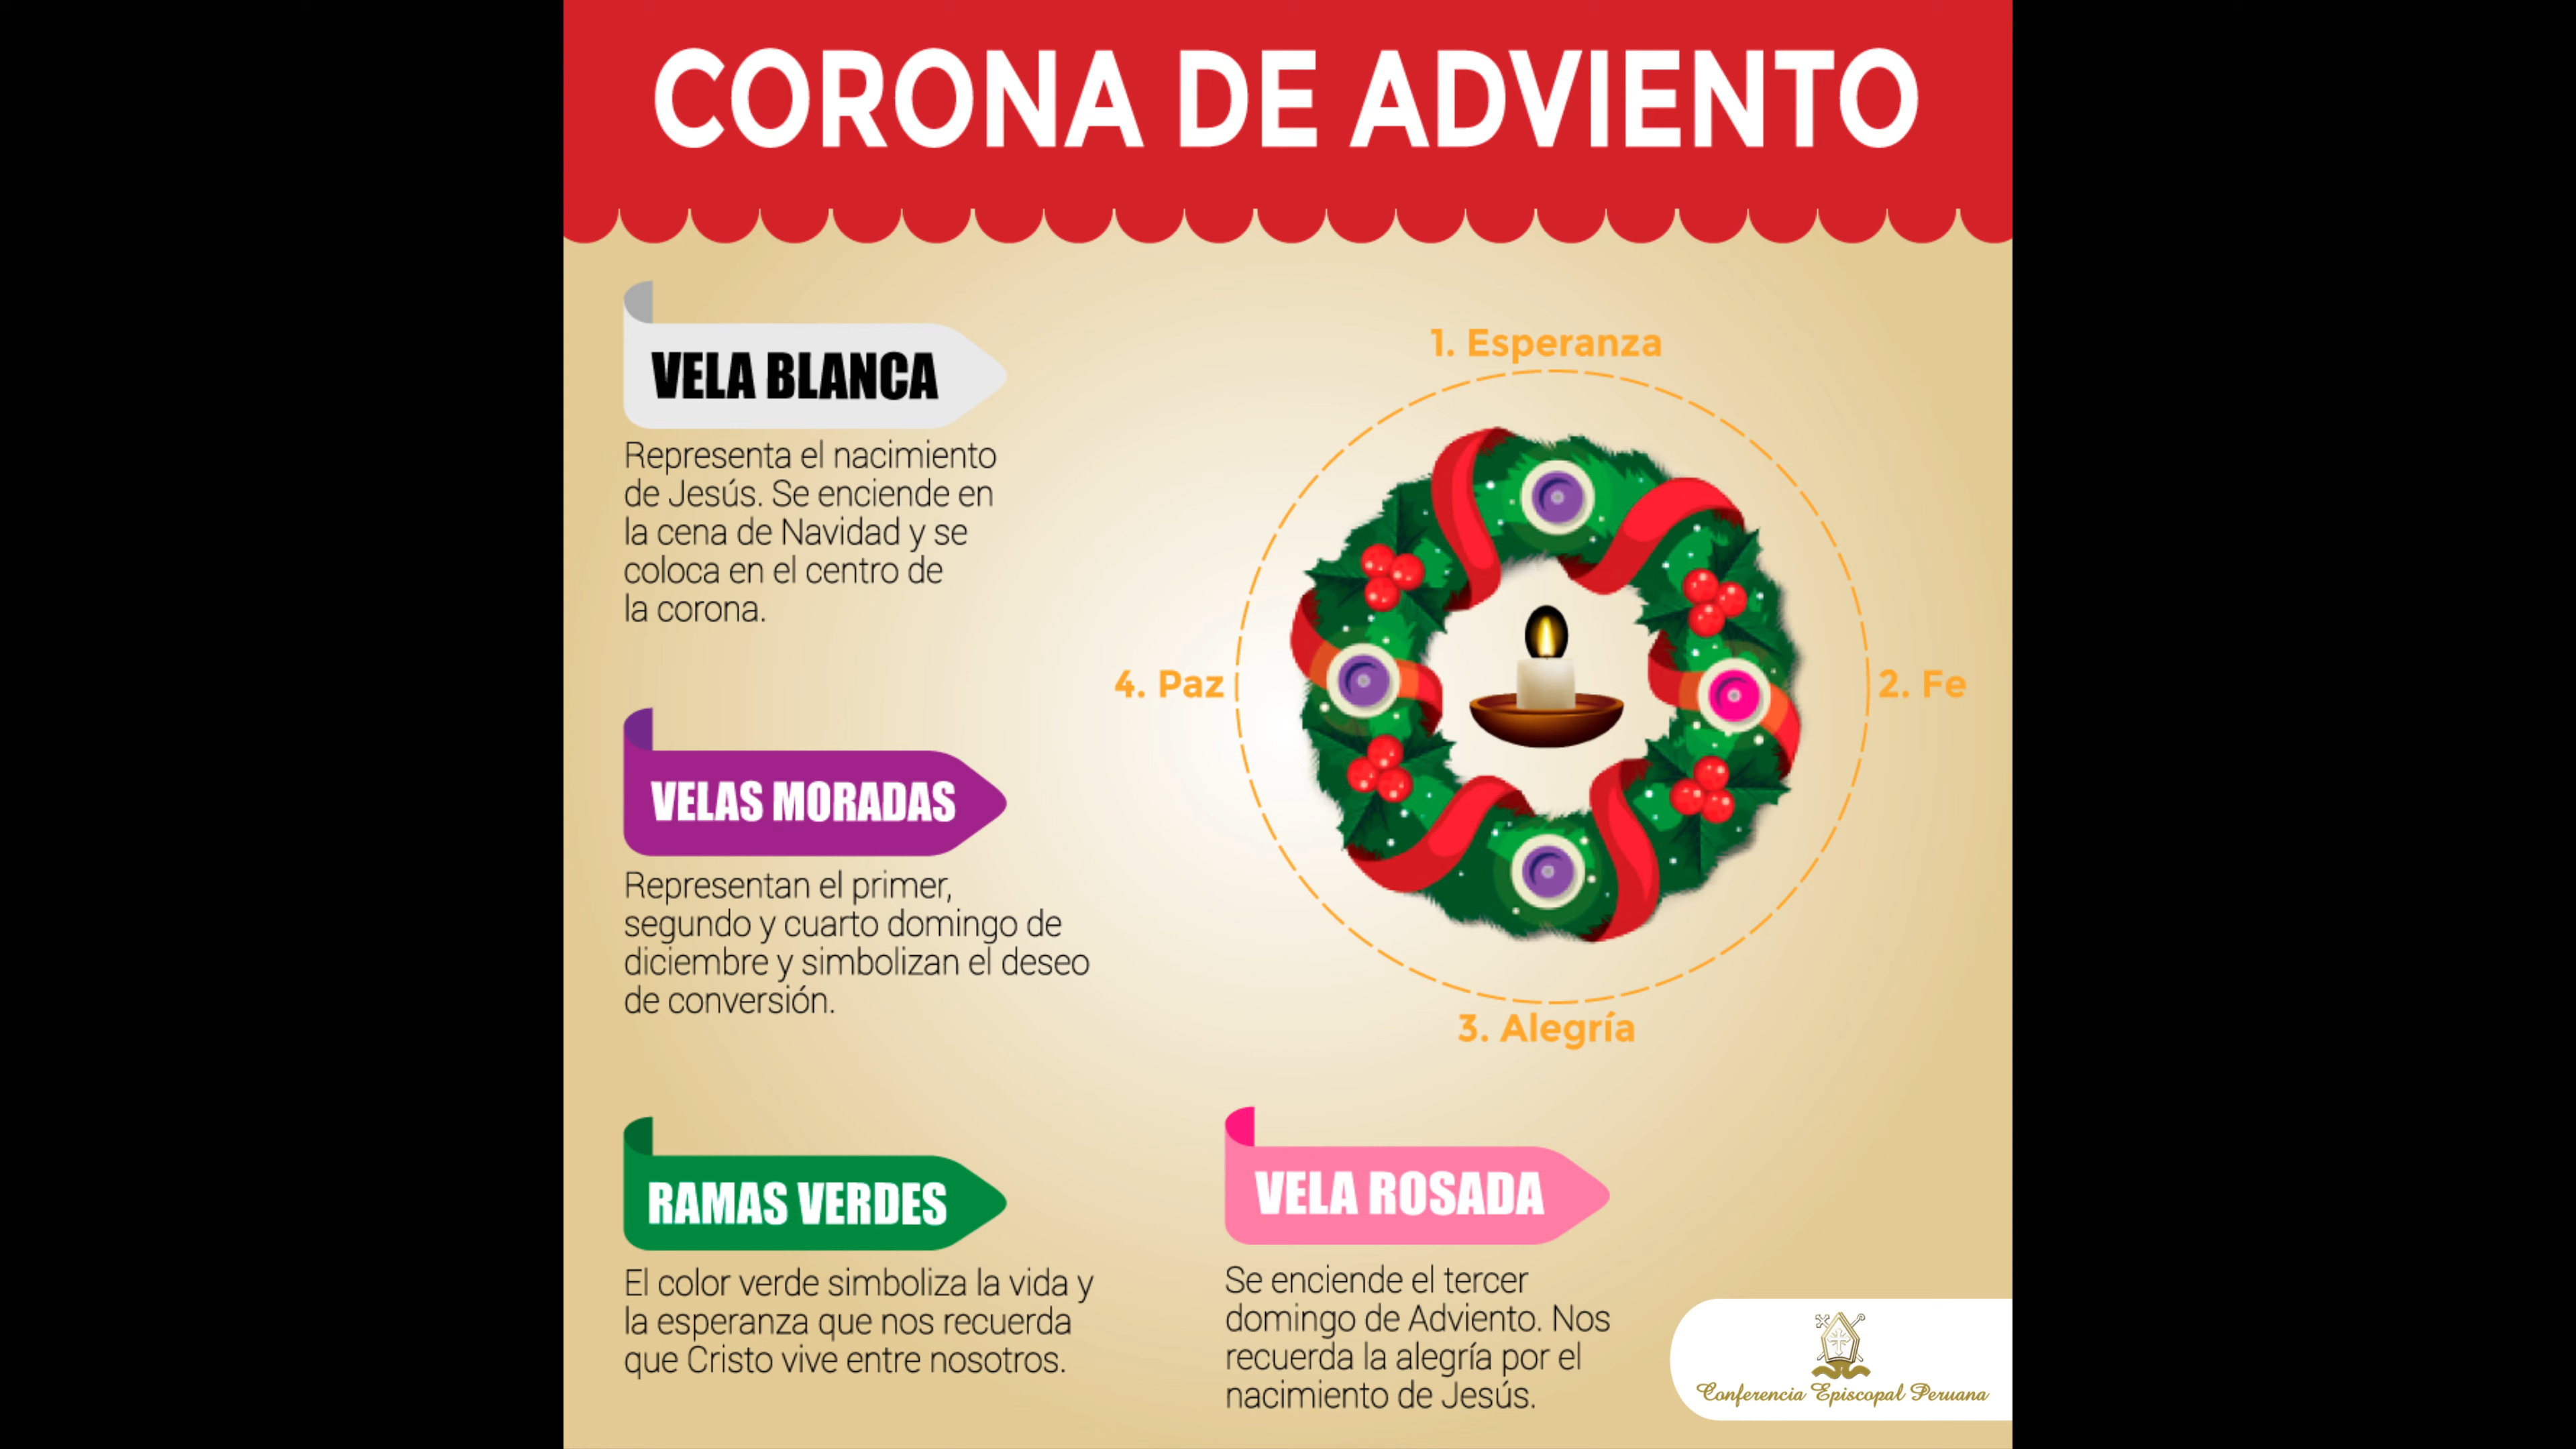 CORONA DE ADVIENTO
VELA BLANCA
Representa el nacimiento
de Jesús. Se enciende en
la cena de Navidad y se
coloca en el centro de
la corona.
1. Esperanza
4. Paz
2. Fe
3. Alegría
VELAS MORADAS
Representan el primer,
segundo y cuarto domingo de
diciembre y simbolizan el deseo
de conversión.
RAMAS VERDES
El color verde simboliza la vida y
la esperanza que nos recuerda
que Cristo vive entre nosotros.
VELA ROSADA
Se enciende el tercer
domingo de Adviento. Nos
recuerda la alegría por el
nacimiento de Jesús.
Conferencia Episcopal Peruana